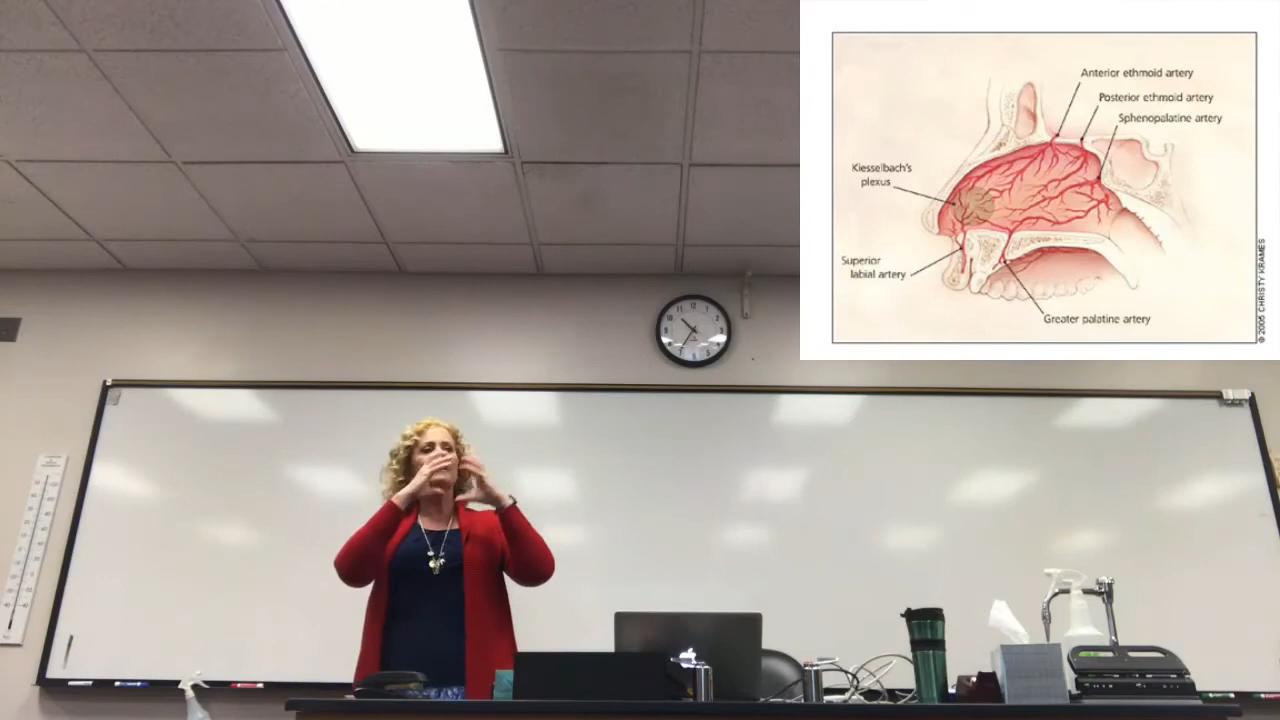 Anterior ethmoid artery
Posterior ethmoid artery
Sphenopalatine artery
Kiesselbach's
plexus
Superior
labial artery
Greater palatine artery
© 2005 CHRISTY KRAMES